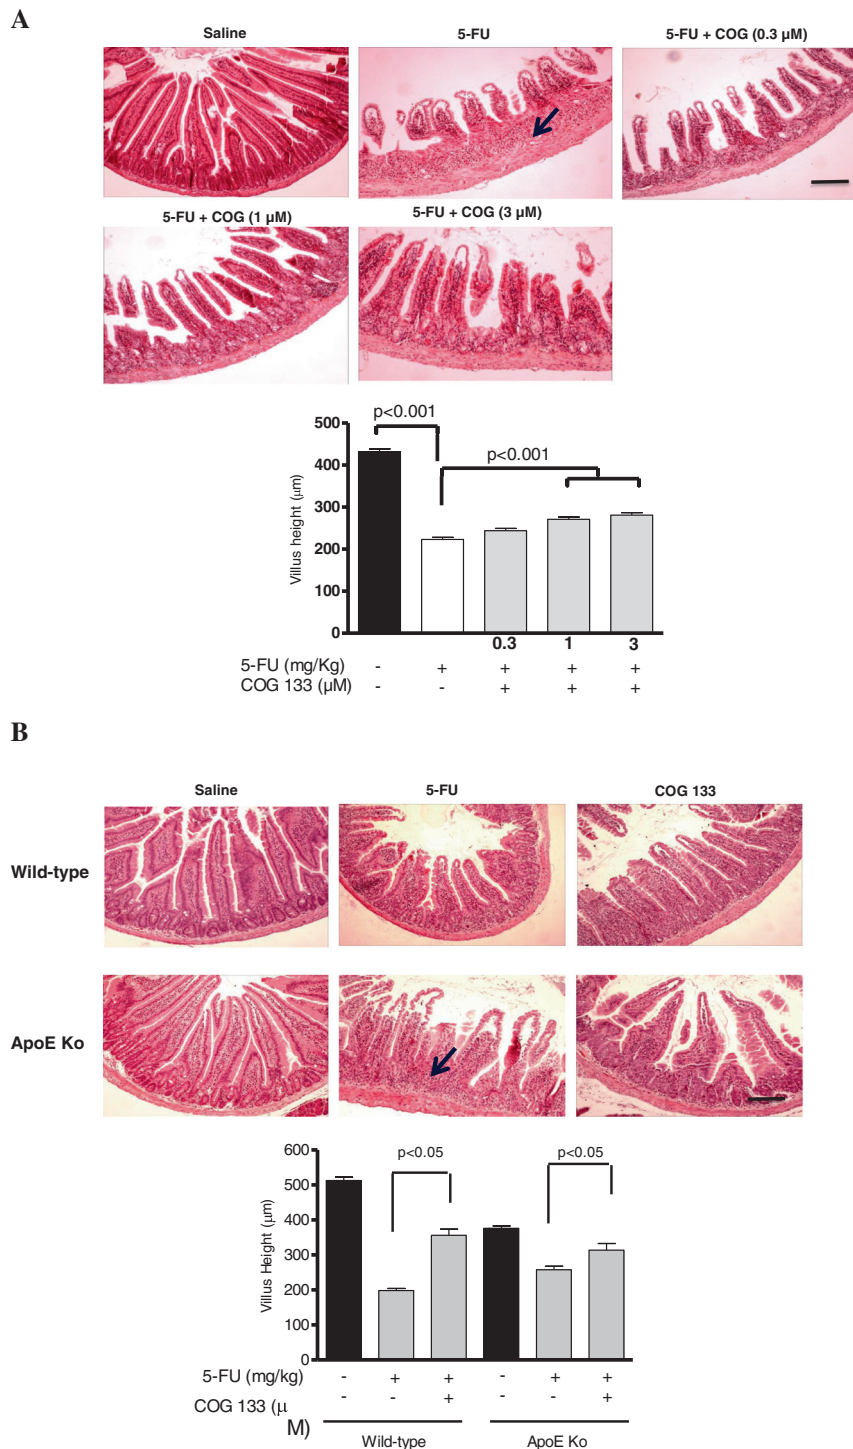 A
Saline
5-FU
5-FU + COG (0.3 µM)
5-FU + COG (1 µM)
5-FU + COG (3 µM)
500
400
300
200
100
0
Villus height (µm)
p<0.001
p<0.001
0.3 1 3
5-FU (mg/Kg) - + + + +
COG 133 (µM) - - + + +
B
Saline
5-FU
COG 133
Wild-type
ApoE Ko
600
500
400
300
200
100
0
Villus Height (µm)
p<0.05
p<0.05
5-FU (mg/kg) - + + - + +
COG 133 (µ - - + - - +
M)
Wild-type
ApoE Ko